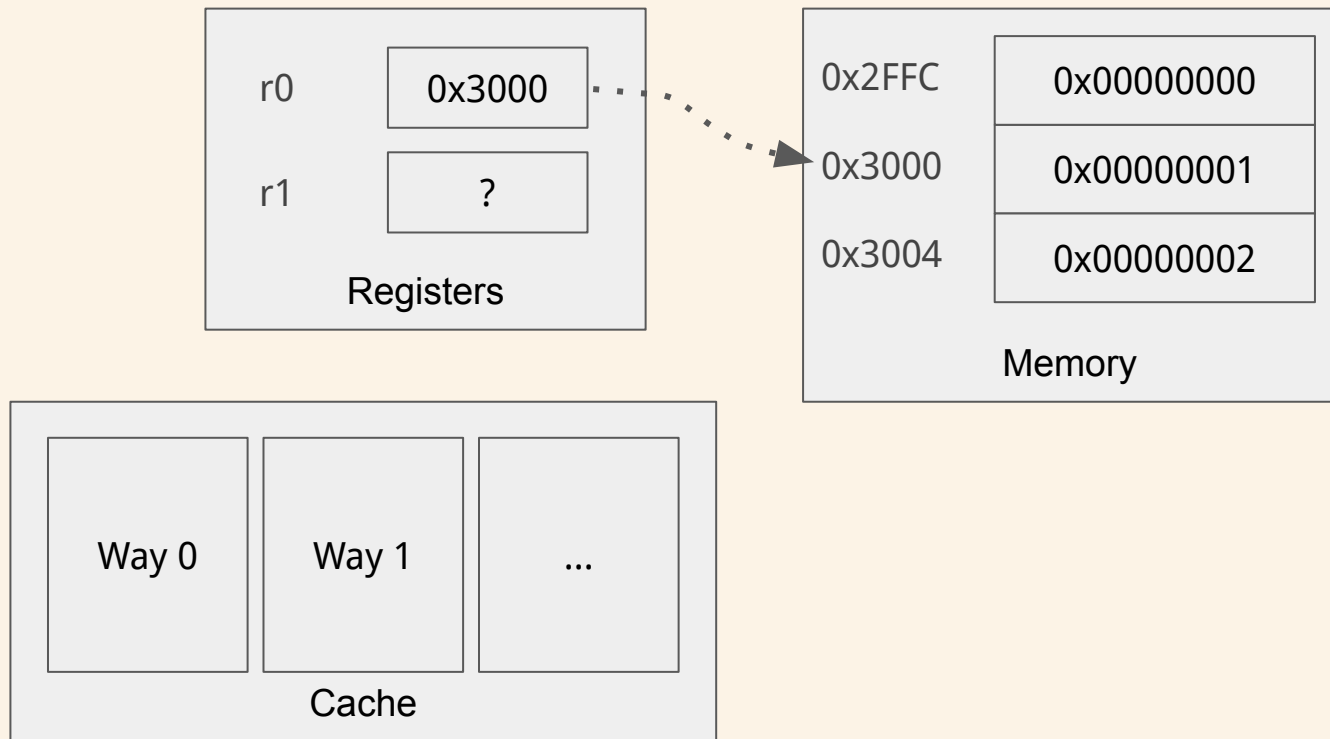 r0
0x3000
r1
?
Registers
0x2FFC
0x00000000
0x3000
0x00000001
0x3004
0x00000002
Memory
Way 0
Way 1
...
Cache